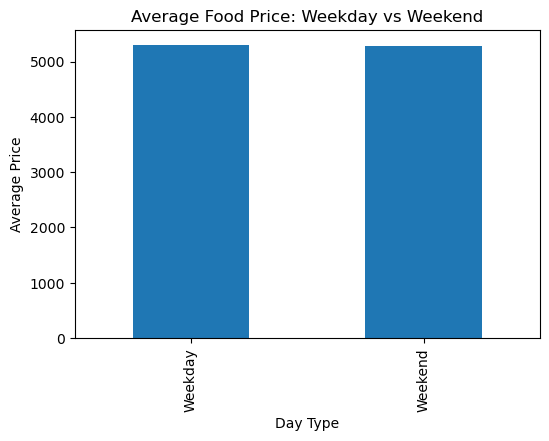 Average Food Price: Weekday vs Weekend
Average Price
5000
4000
3000
2000
1000
0
Weekday
Weekend
Day Type